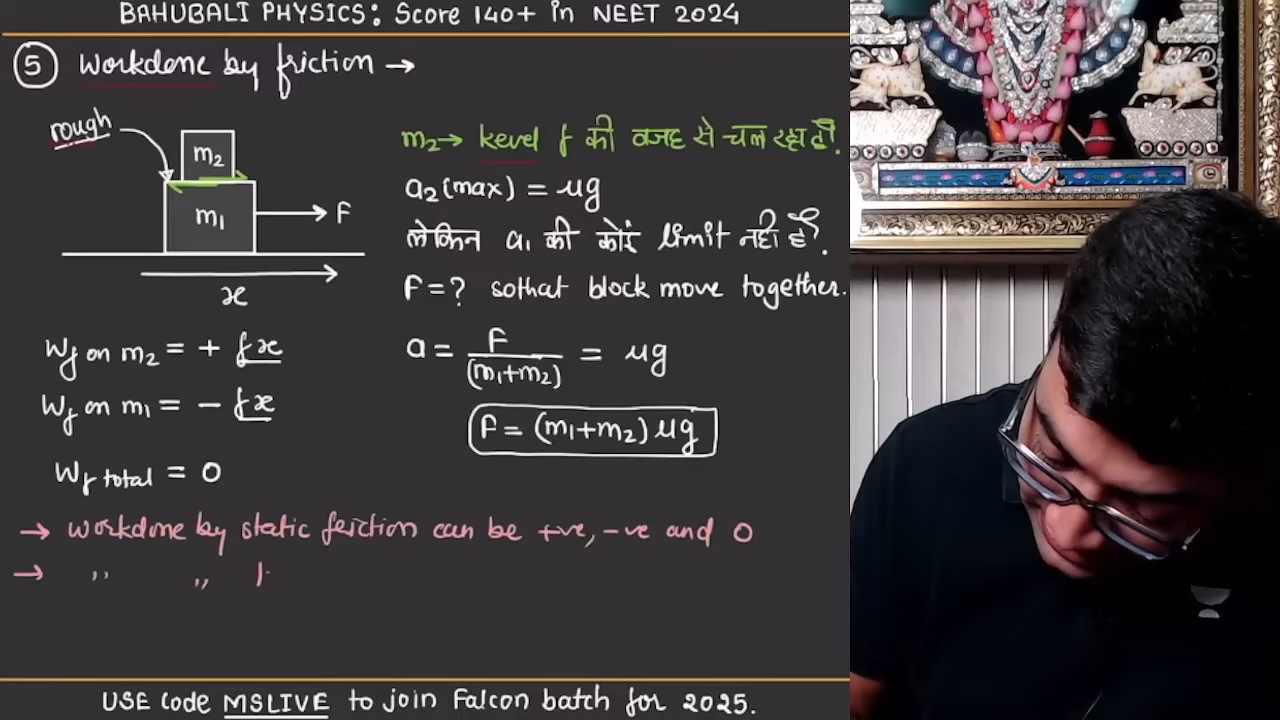 BAHUBALI PHYSICS: Score 140+ in NEET 2024
5 Workdone by friction →
rough
m₂
m₁
F
x
m₂ → keval f की वजह से चल रहा है.
a₂(max) = μg
लेकिन a₁ की कोई limit नहीं है.
F = ? sothat block move together.
a = F/(m₁+m₂) = μg
F = (m₁+m₂) μg
Wf on m₂ = + fx
Wf on m₁ = - fx
Wf total = 0
→ workdone by static friction can be +ve, -ve and 0
→ " "
USE Code MSLIVE to join Falcon batch for 2025.